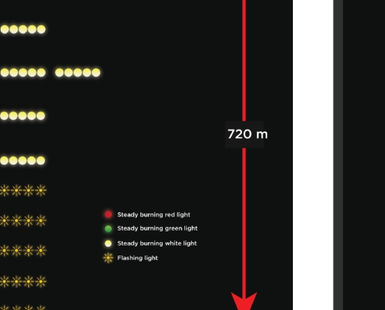 720 m
Steady burning red light
Steady burning green light
Steady burning white light
Flashing light